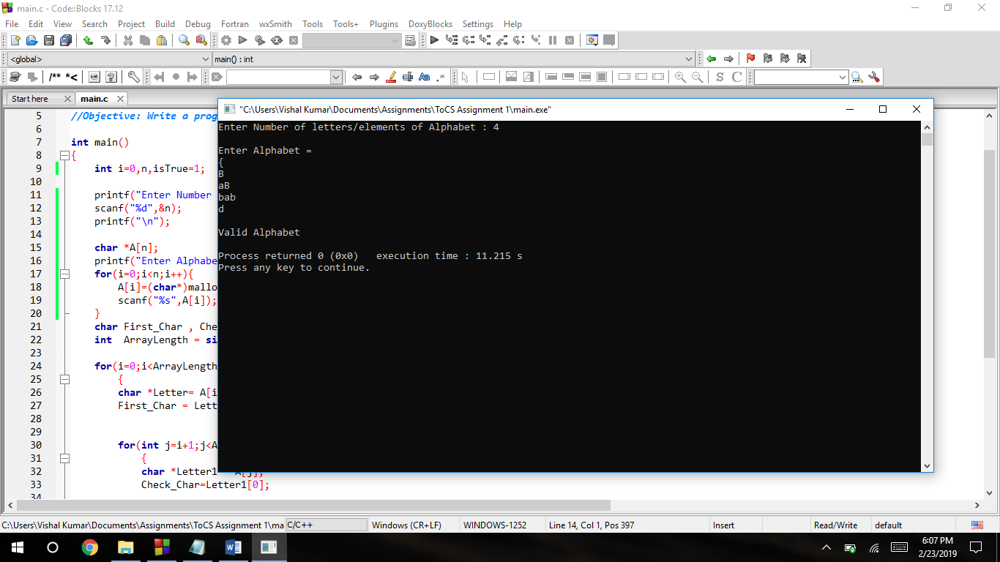 main.c - Code::Blocks 17.12
File Edit View Search Project Build Debug Fortran wxSmith Tools Tools+ Plugins DoxyBlocks Settings Help
<global> main() : int
/** *<
Aa .*
S C
Start here main.c
"C:\Users\Vishal Kumar\Documents\Assignments\ToCS Assignment 1\main.exe"
Enter Number of letters/elements of Alphabet : 4
Enter Alphabet =
{
B
aB
bab
d
Valid Alphabet
Process returned 0 (0x0)   execution time : 11.215 s
Press any key to continue.
5 //Objective: Write a prog
6
7 int main()
8 {
9 int i=0,n,isTrue=1;
10
11 printf("Enter Number
12 scanf("%d",&n);
13 printf("\n");
14
15 char *A[n];
16 printf("Enter Alphabe
17 for(i=0;i<n;i++){
18 A[i]=(char*)mallo
19 scanf("%s",A[i]);
20 }
21 char First_Char , Che
22 int  ArrayLength = si
23
24 for(i=0;i<ArrayLength
25 {
26 char *Letter= A[i
27 First_Char = Lett
28
29
30 for(int j=i+1;j<A
31 {
32 char *Letter1 = A[j];
33 Check_Char=Letter1[0];
34
C:\Users\Vishal Kumar\Documents\Assignments\ToCS Assignment 1\ma C/C++ Windows (CR+LF) WINDOWS-1252 Line 14, Col 1, Pos 397 Insert Read/Write default
6:07 PM
2/23/2019